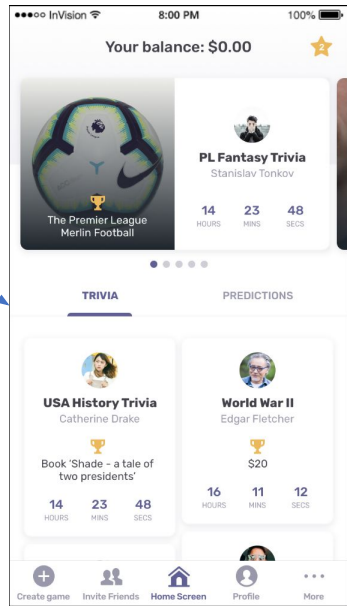 InVision 8:00 PM 100%
Your balance: $0.00
2
PL Fantasy Trivia
Stanislav Tonkov
14 23 48
HOURS MINS SECS
The Premier League
Merlin Football
TRIVIA PREDICTIONS
USA History Trivia
Catherine Drake
Book 'Shade - a tale of
two presidents'
14 23 48
HOURS MINS SECS
World War II
Edgar Fletcher
$20
16 11 12
HOURS MINS SECS
Create game Invite Friends Home Screen Profile More